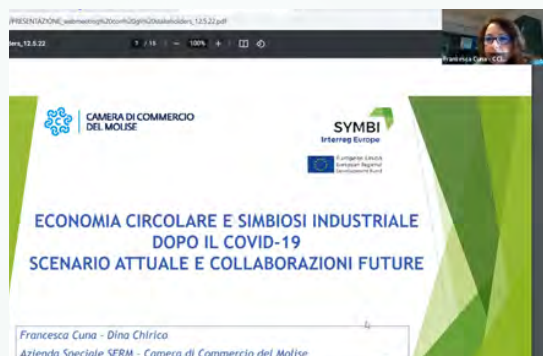 /PRESENTAZIONE_webmeeting%20con%20gli%20stakeholders_12.5.22.pdf
ders_12.5.22
1 / 15
100%
Francesca Cuna - CCI
CAMERA DI COMMERCIO
DEL MOLISE
SYMBI
Interreg Europe
European Union
European Regional
Development Fund
ECONOMIA CIRCOLARE E SIMBIOSI INDUSTRIALE
DOPO IL COVID-19
SCENARIO ATTUALE E COLLABORAZIONI FUTURE
Francesca Cuna - Dina Chirico
Azienda Speciale SERM - Camera di Commercio del Molise